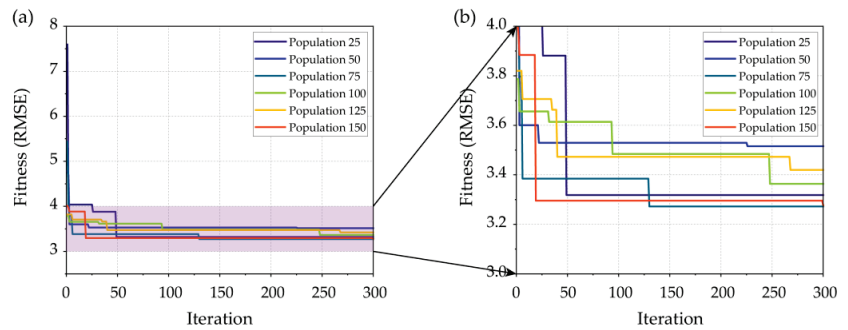 (a)
8
7
6
5
4
3
Fitness (RMSE)
0 50 100 150 200 250 300
Iteration
Population 25
Population 50
Population 75
Population 100
Population 125
Population 150
(b)
4.0
3.8
3.6
3.4
3.2
3.0
Fitness (RMSE)
0 50 100 150 200 250 300
Iteration
Population 25
Population 50
Population 75
Population 100
Population 125
Population 150